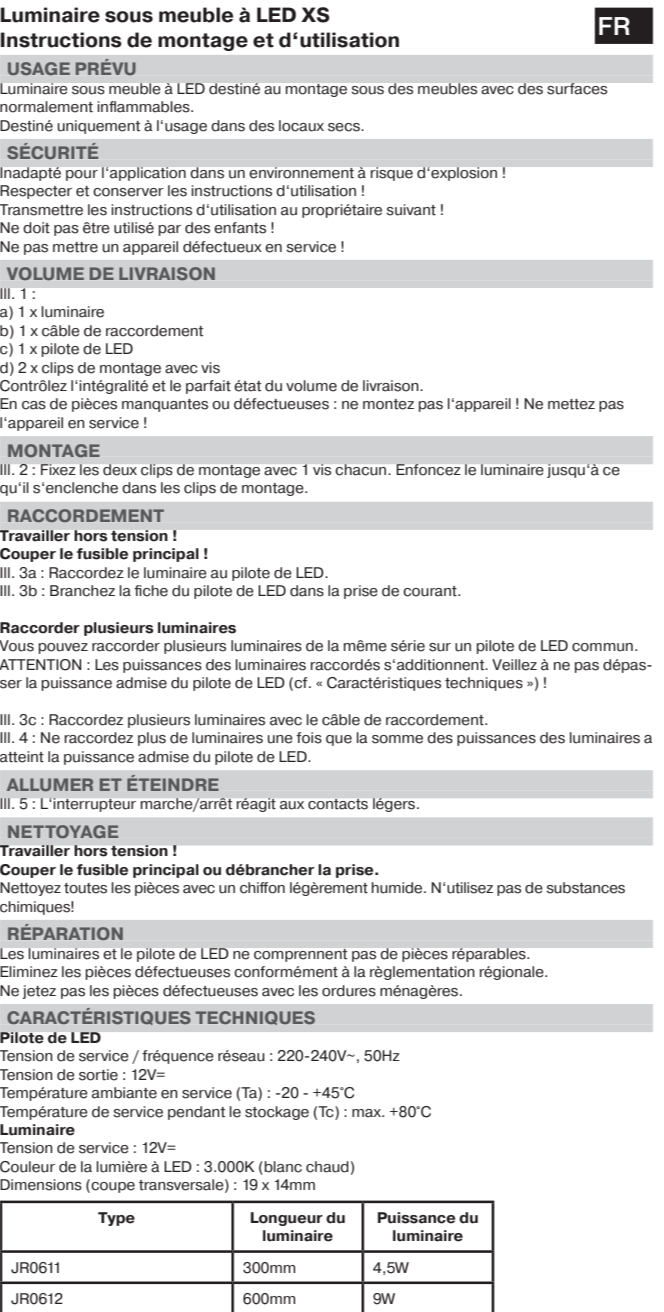 Luminaire sous meuble à LED XS
Instructions de montage et d‘utilisation
FR
USAGE PRÉVU
Luminaire sous meuble à LED destiné au montage sous des meubles avec des surfaces
normalement inflammables.
Destiné uniquement à l‘usage dans des locaux secs.
SÉCURITÉ
Inadapté pour l‘application dans un environnement à risque d‘explosion !
Respecter et conserver les instructions d‘utilisation !
Transmettre les instructions d‘utilisation au propriétaire suivant !
Ne doit pas être utilisé par des enfants !
Ne pas mettre un appareil défectueux en service !
VOLUME DE LIVRAISON
Ill. 1 :
a) 1 x luminaire
b) 1 x câble de raccordement
c) 1 x pilote de LED
d) 2 x clips de montage avec vis
Contrôlez l‘intégralité et le parfait état du volume de livraison.
En cas de pièces manquantes ou défectueuses : ne montez pas l‘appareil ! Ne mettez pas
l‘appareil en service !
MONTAGE
Ill. 2 : Fixez les deux clips de montage avec 1 vis chacun. Enfoncez le luminaire jusqu‘à ce
qu‘il s‘enclenche dans les clips de montage.
RACCORDEMENT
Travailler hors tension !
Couper le fusible principal !
Ill. 3a : Raccordez le luminaire au pilote de LED.
Ill. 3b : Branchez la fiche du pilote de LED dans la prise de courant.
Raccorder plusieurs luminaires
Vous pouvez raccorder plusieurs luminaires de la même série sur un pilote de LED commun.
ATTENTION : Les puissances des luminaires raccordés s‘additionnent. Veillez à ne pas dépas-
ser la puissance admise du pilote de LED (cf. « Caractéristiques techniques ») !
Ill. 3c : Raccordez plusieurs luminaires avec le câble de raccordement.
Ill. 4 : Ne raccordez plus de luminaires une fois que la somme des puissances des luminaires a
atteint la puissance admise du pilote de LED.
ALLUMER ET ÉTEINDRE
Ill. 5 : L‘interrupteur marche/arrêt réagit aux contacts légers.
NETTOYAGE
Travailler hors tension !
Couper le fusible principal ou débrancher la prise.
Nettoyez toutes les pièces avec un chiffon légèrement humide. N‘utilisez pas de substances
chimiques!
RÉPARATION
Les luminaires et le pilote de LED ne comprennent pas de pièces réparables.
Eliminez les pièces défectueuses conformément à la règlementation régionale.
Ne jetez pas les pièces défectueuses avec les ordures ménagères.
CARACTÉRISTIQUES TECHNIQUES
Pilote de LED
Tension de service / fréquence réseau : 220-240V~, 50Hz
Tension de sortie : 12V=
Température ambiante en service (Ta) : -20 - +45°C
Température de service pendant le stockage (Tc) : max. +80°C
Luminaire
Tension de service : 12V=
Couleur de la lumière à LED : 3.000K (blanc chaud)
Dimensions (coupe transversale) : 19 x 14mm
Type Longueur du luminaire Puissance du luminaire
JR0611 300mm 4,5W
JR0612 600mm 9W